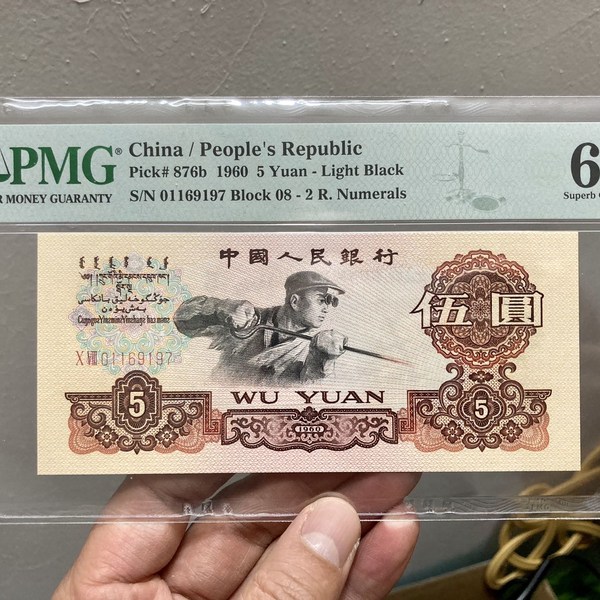 PMG®
MONEY GUARANTY
China / People's Republic
Pick# 876b 1960 5 Yuan - Light Black
S/N 01169197 Block 08 - 2 R. Numerals
6
Superb
中國人民銀行
伍圓
X VIII 01169197
5
WU YUAN
5
1960